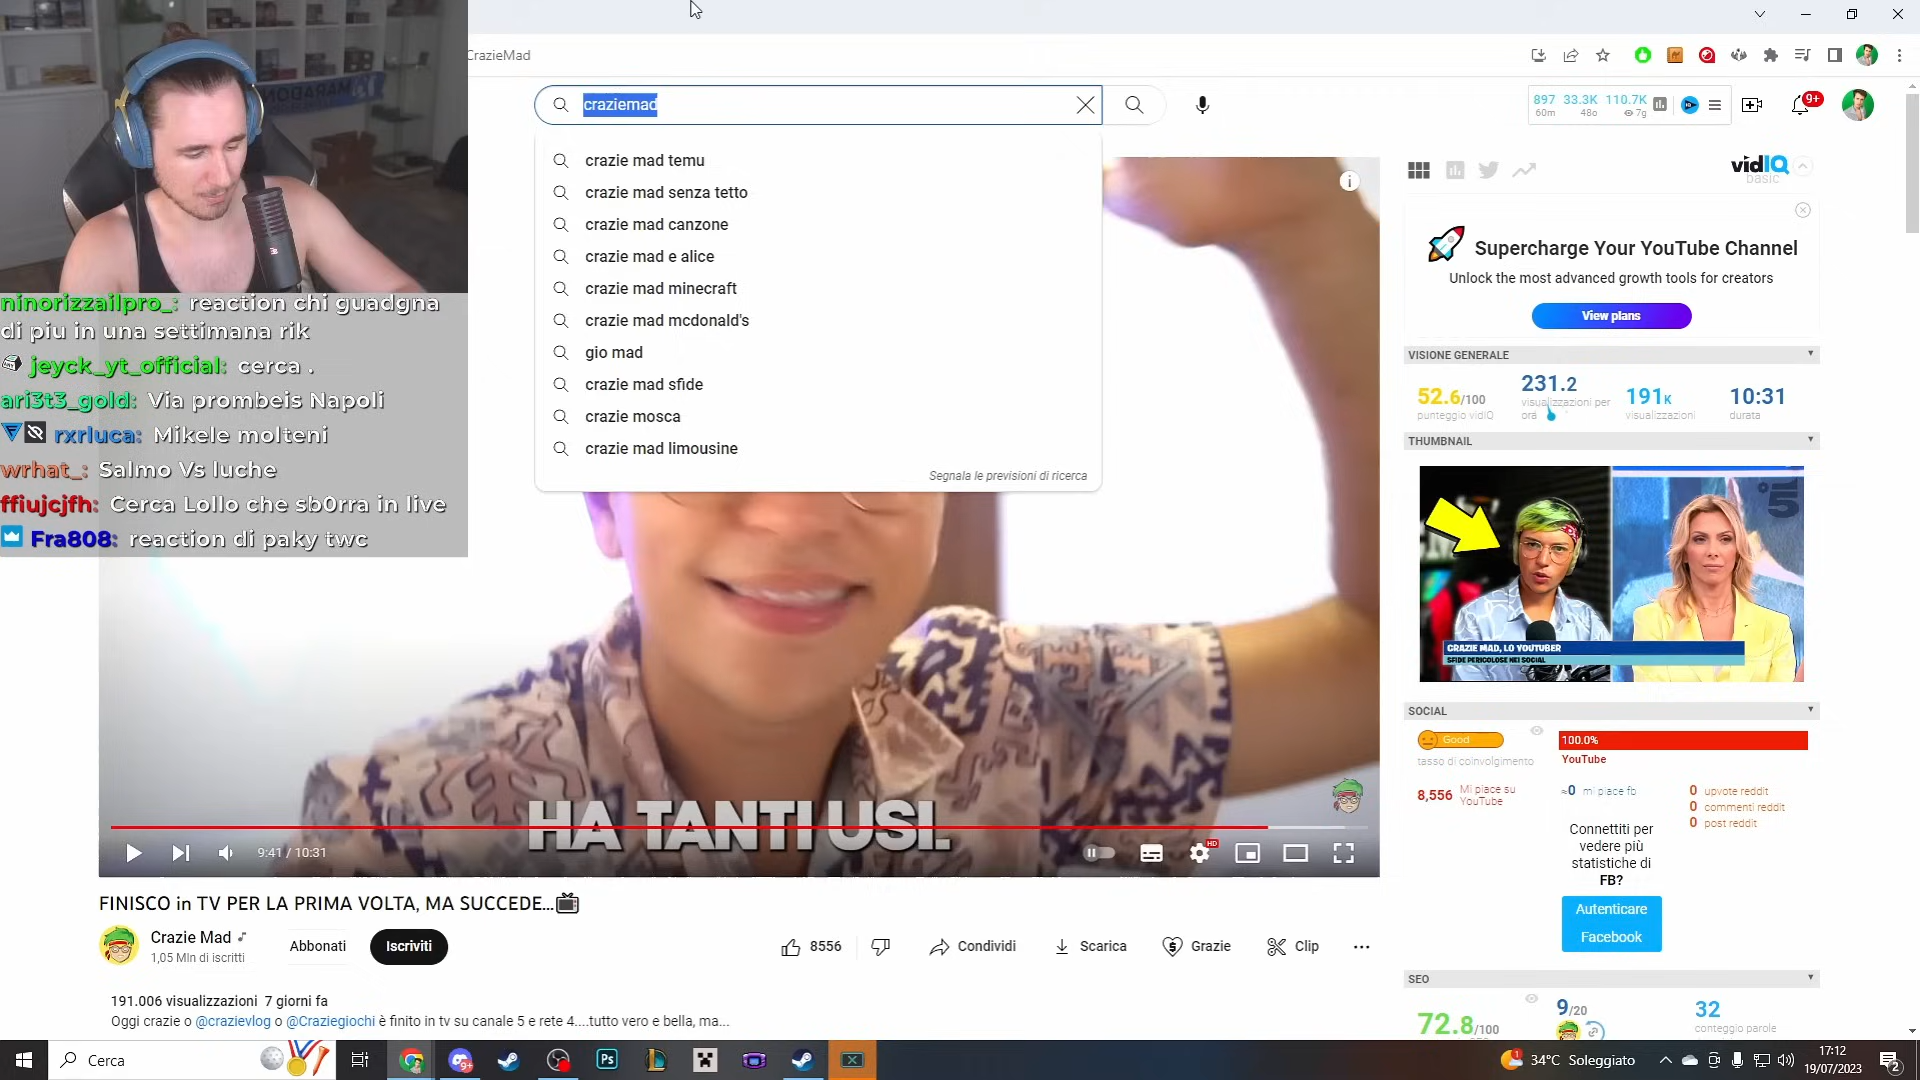 CrazieMad
craziemad
897 33.3K 110.7K
60m 48o 7g
9+
crazie mad temu
crazie mad senza tetto
crazie mad canzone
crazie mad e alice
crazie mad minecraft
crazie mad mcdonald's
gio mad
crazie mad sfide
crazie mosca
crazie mad limousine
Segnala le previsioni di ricerca
ninorizzailpro_: reaction chi guadgna
di piu in una settimana rik
jeyck_yt_official: cerca .
ari3t3_gold: Via prombeis Napoli
rxrluca: Mikele molteni
wrhat_: Salmo Vs luche
ffiujcjfh: Cerca Lollo che sb0rra in live
Fra808: reaction di paky twc
HA TANTI USI.
9:41 / 10:31
HD
FINISCO in TV PER LA PRIMA VOLTA, MA SUCCEDE...
Crazie Mad
1,05 Mln di iscritti
Abbonati
Iscriviti
8556
Condividi
Scarica
Grazie
Clip
191.006 visualizzazioni 7 giorni fa
Oggi crazie o @crazievlog o @Craziegiochi è finito in tv su canale 5 e rete 4....tutto vero e bella, ma...
vidIQ
basic
Supercharge Your YouTube Channel
Unlock the most advanced growth tools for creators
View plans
VISIONE GENERALE
52.6/100
punteggio vidIQ
231.2
visualizzazioni per
ora
191K
visualizzazioni
10:31
durata
THUMBNAIL
5
CRAZIE MAD, LO YOUTUBER
SFIDE PERICOLOSE NEI SOCIAL
SOCIAL
Good
tasso di coinvolgimento
100.0%
YouTube
8,556 Mi piace su
YouTube
≈0 mi piace fb
0 upvote reddit
0 commenti reddit
0 post reddit
Connettiti per
vedere più
statistiche di
FB?
Autenticare
Facebook
SEO
72.8/100
9/20
32
conteggio parole
Cerca
9+
Ps
1
34°C Soleggiato
17:12
19/07/2023
2